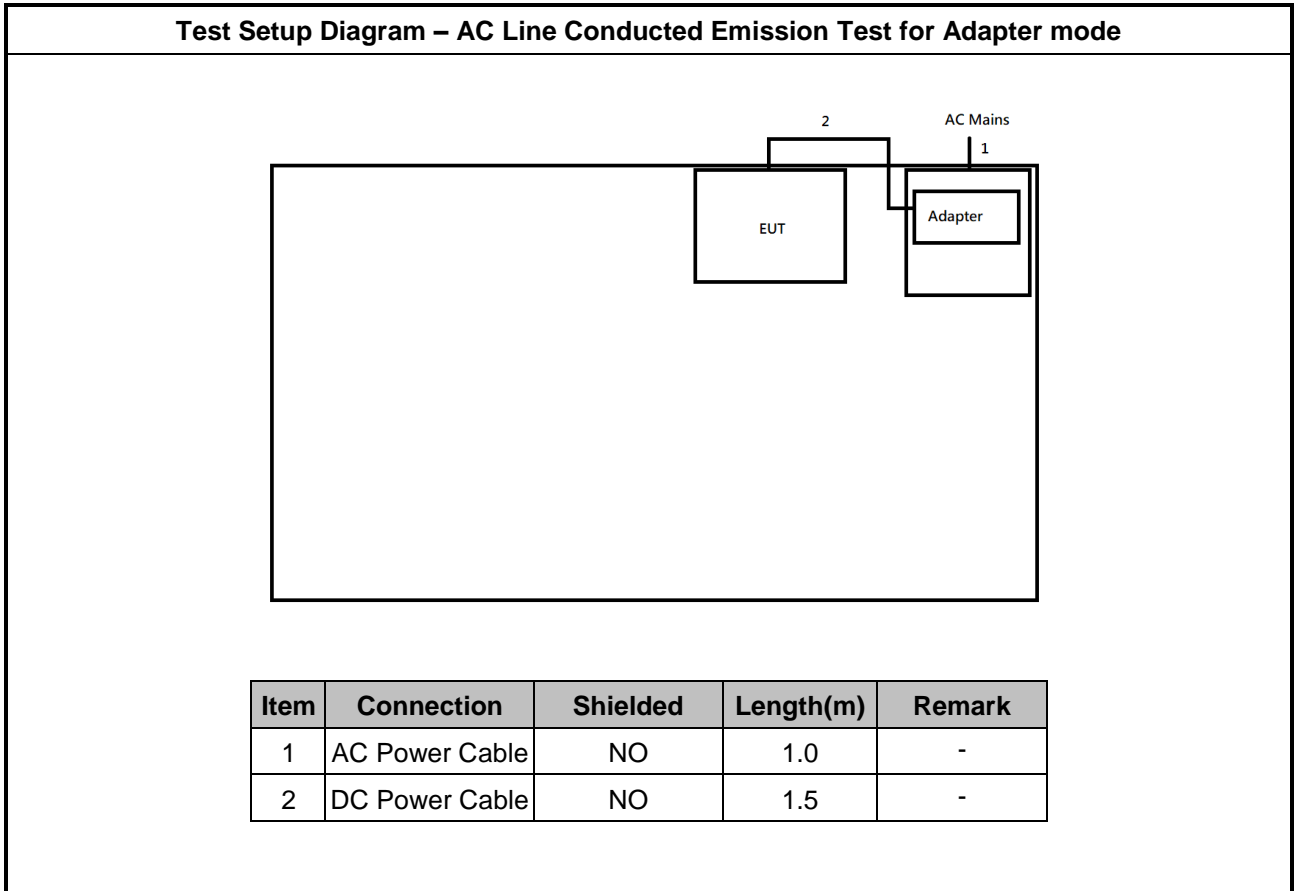 Test Setup Diagram – AC Line Conducted Emission Test for Adapter mode
2
AC Mains
1
EUT
Adapter
Item Connection Shielded Length(m) Remark
1 AC Power Cable NO 1.0 -
2 DC Power Cable NO 1.5 -